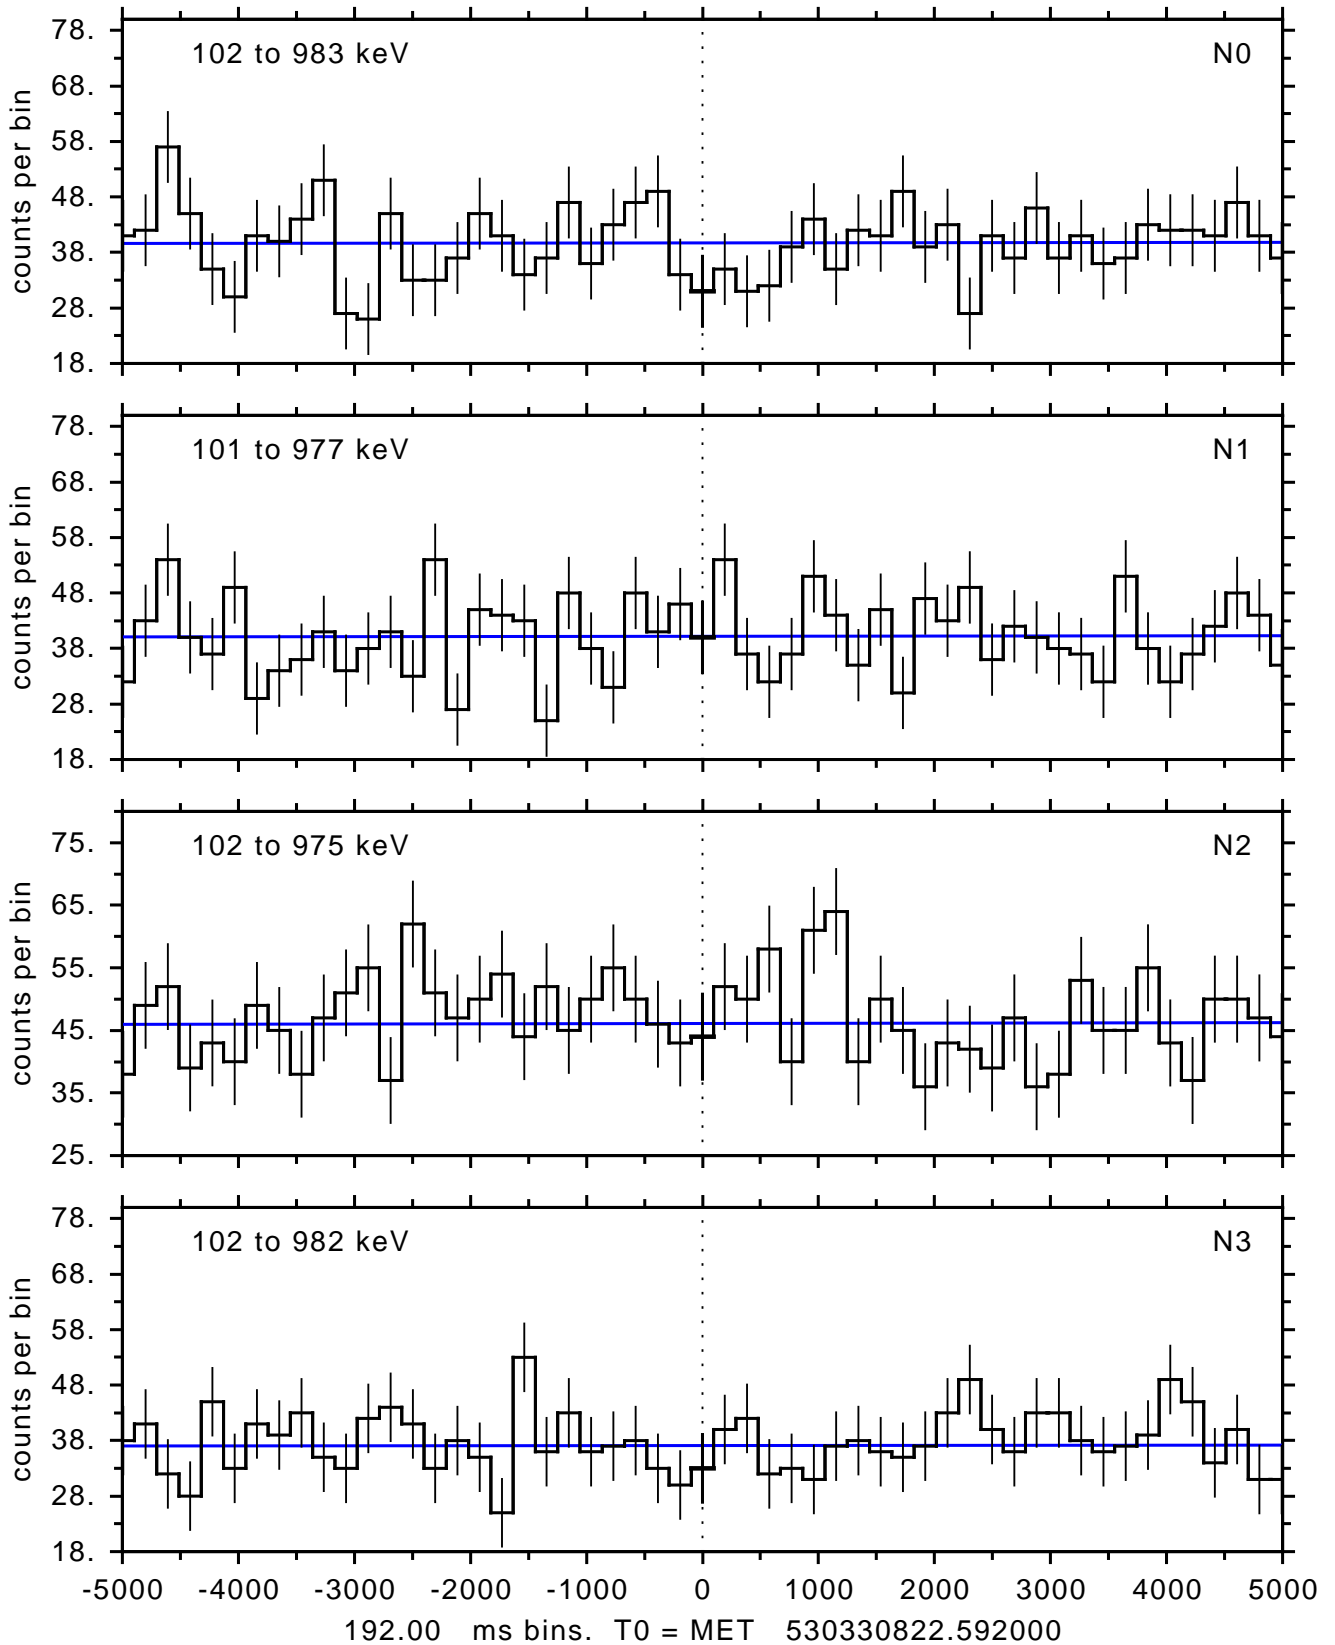 102 to 983 keV N0
78.
68.
58.
48.
38.
28.
18.
counts per bin
101 to 977 keV N1
78.
68.
58.
48.
38.
28.
18.
counts per bin
102 to 975 keV N2
75.
65.
55.
45.
35.
25.
counts per bin
102 to 982 keV N3
78.
68.
58.
48.
38.
28.
18.
counts per bin
-5000 -4000 -3000 -2000 -1000 0 1000 2000 3000 4000 5000
192.00 ms bins. T0 = MET 530330822.592000